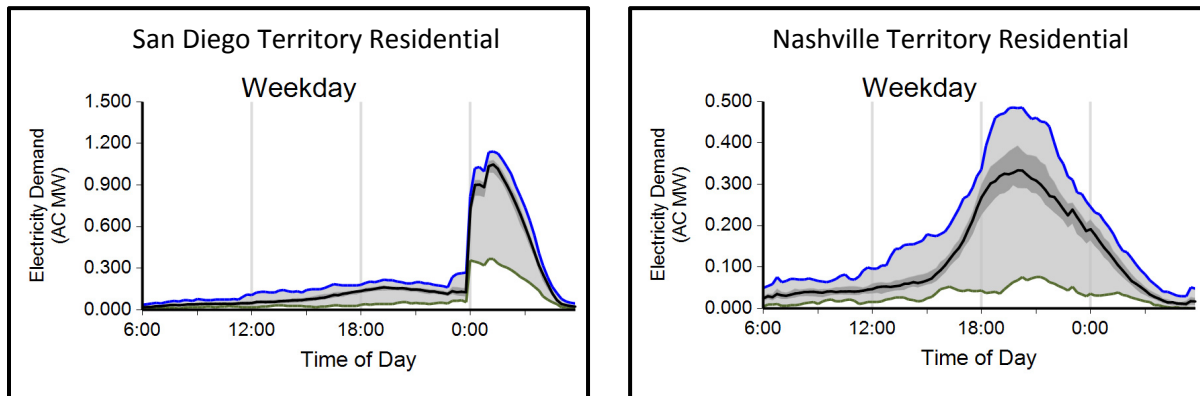 San Diego Territory Residential
Weekday
Electricity Demand
(AC MW)
1.500
1.200
0.900
0.600
0.300
0.000
6:00 12:00 18:00 0:00
Time of Day
Nashville Territory Residential
Weekday
Electricity Demand
(AC MW)
0.500
0.400
0.300
0.200
0.100
0.000
6:00 12:00 18:00 0:00
Time of Day